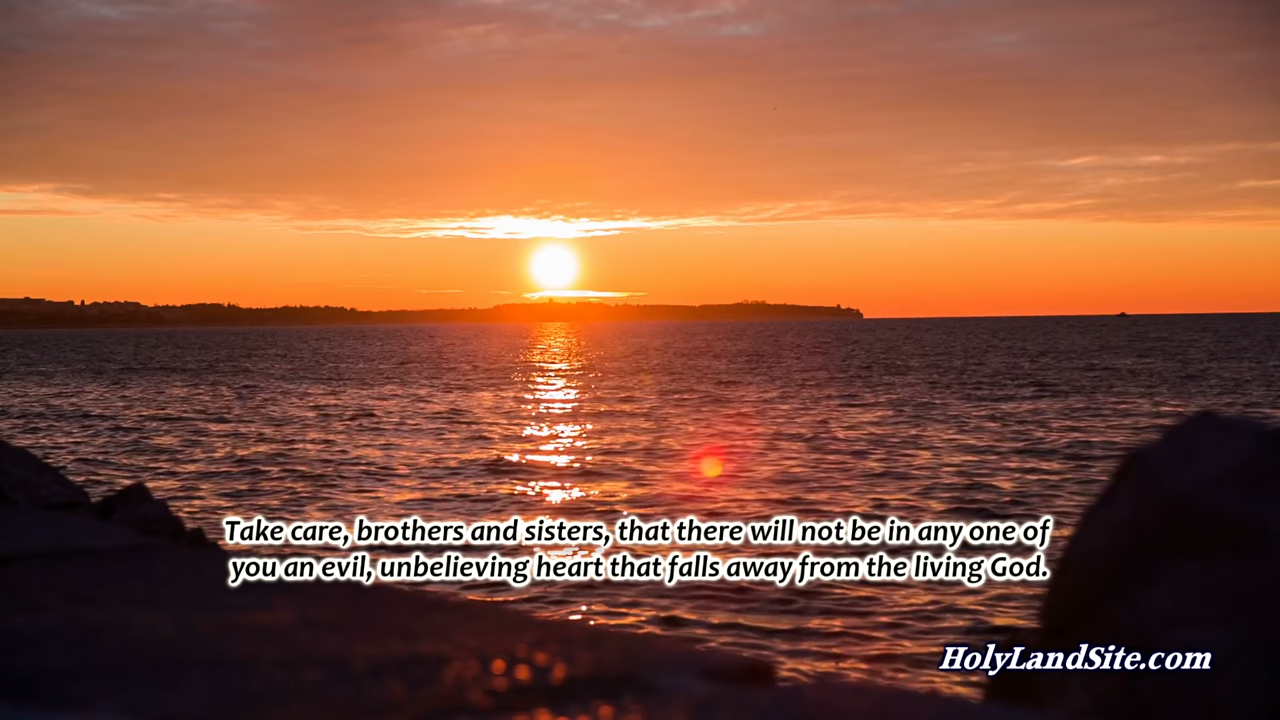 Take care, brothers and sisters, that there will not be in any one of
you an evil, unbelieving heart that falls away from the living God.
HolyLandSite.com